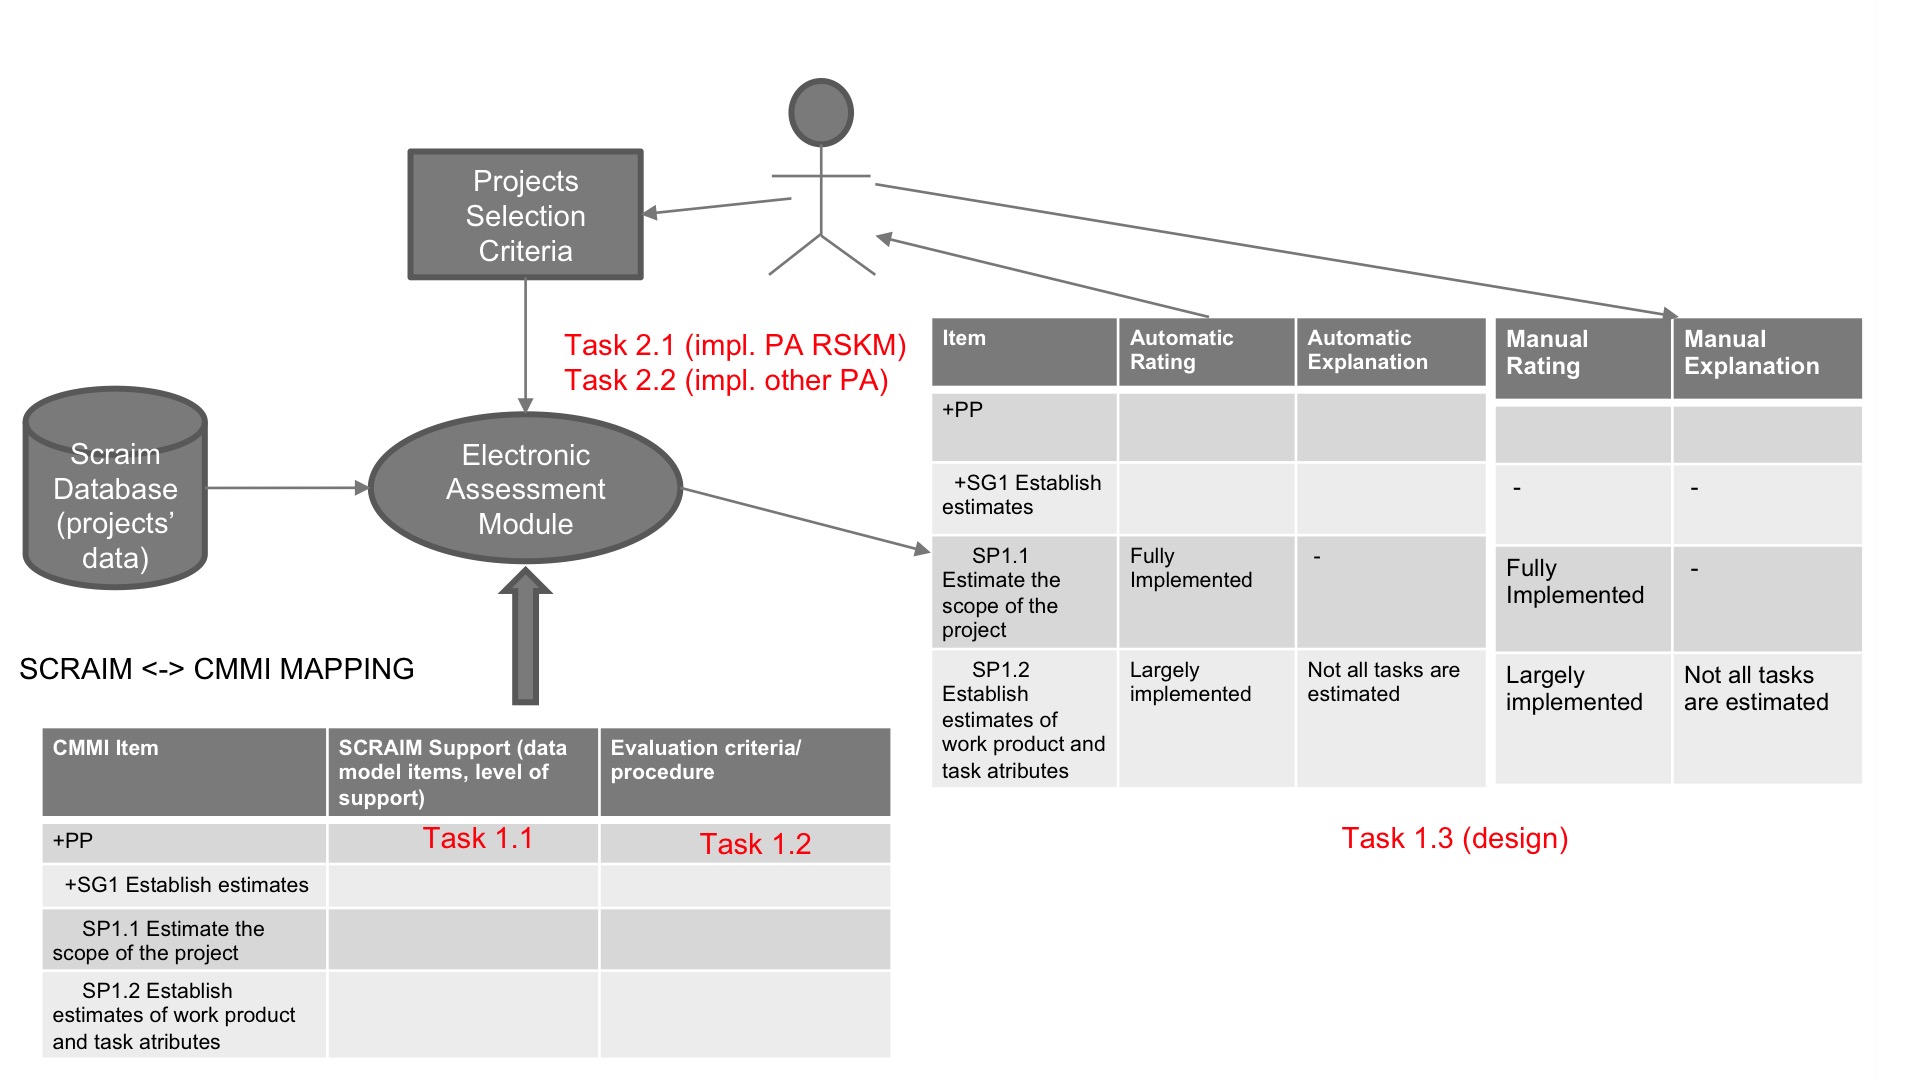 Projects
Selection
Criteria
Task 2.1 (impl. PA RSKM)
Task 2.2 (impl. other PA)
Scraim
Database
(projects’
data)
Electronic
Assessment
Module
SCRAIM <-> CMMI MAPPING
CMMI Item
SCRAIM Support (data
model items, level of
support)
Evaluation criteria/
procedure
+PP
Task 1.1
Task 1.2
+SG1 Establish estimates
SP1.1 Estimate the
scope of the project
SP1.2 Establish
estimates of work product
and task atributes
Item
Automatic
Rating
Automatic
Explanation
Manual
Rating
Manual
Explanation
+PP
+SG1 Establish
estimates
-
-
SP1.1
Estimate the
scope of the
project
Fully
Implemented
-
Fully
Implemented
-
SP1.2
Establish
estimates of
work product and
task atributes
Largely
implemented
Not all tasks are
estimated
Largely
implemented
Not all tasks
are estimated
Task 1.3 (design)